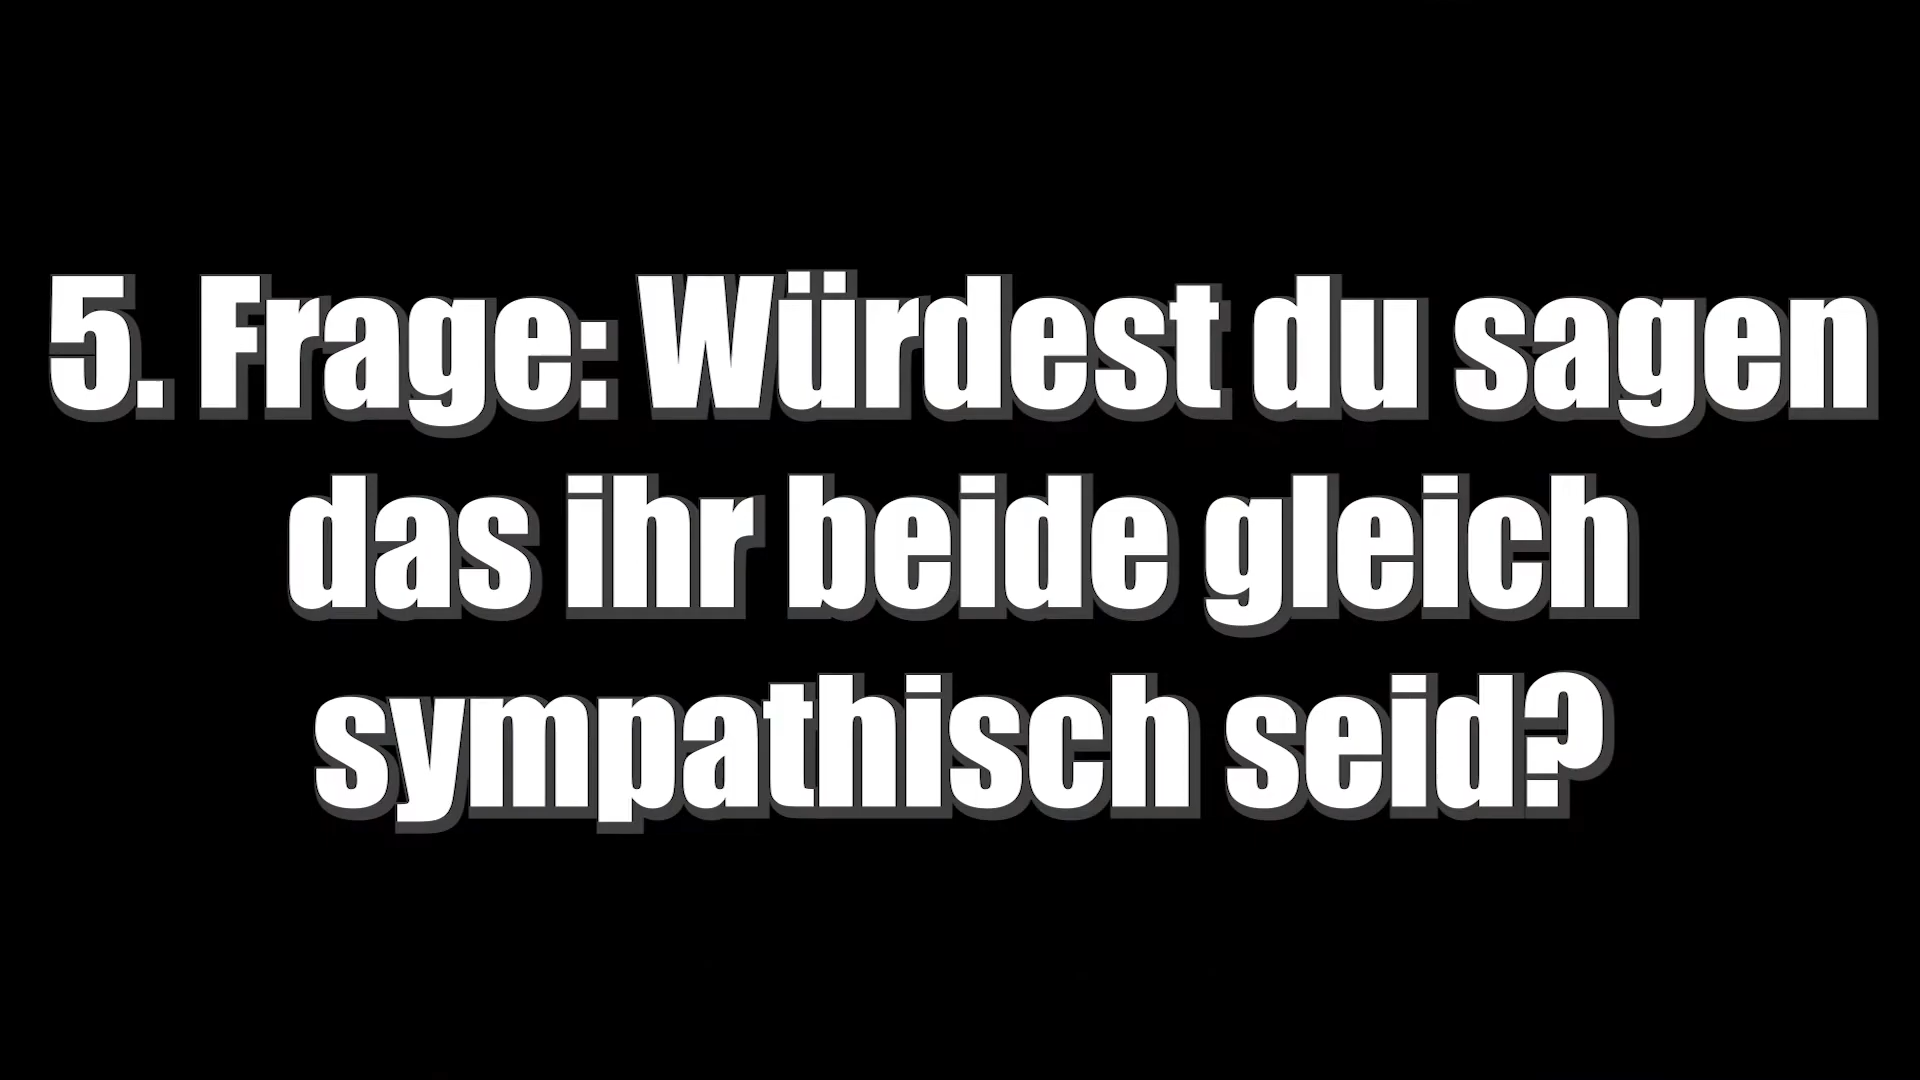 5. Frage: Würdest du sagen
das ihr beide gleich
sympathisch seid?